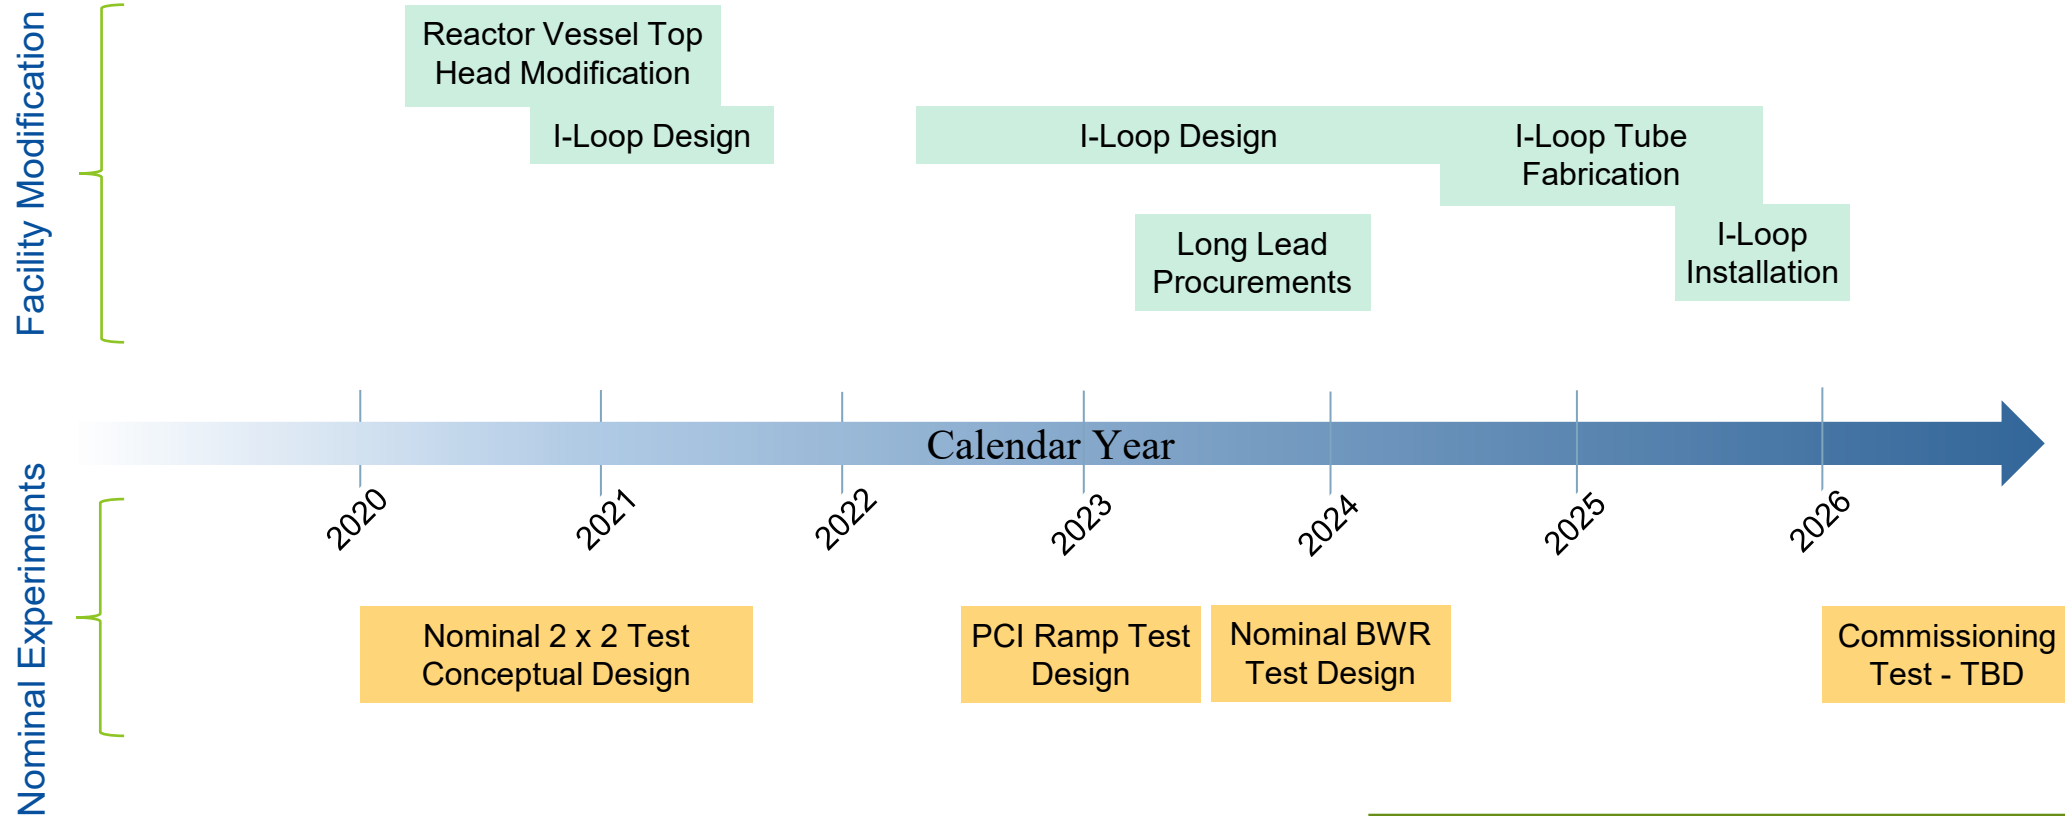 Facility Modification
Reactor Vessel Top
Head Modification
I-Loop Design
I-Loop Design
I-Loop Tube
Fabrication
Long Lead
Procurements
I-Loop
Installation
Calendar Year
2020
2021
2022
2023
2024
2025
2026
Nominal Experiments
Nominal 2 x 2 Test
Conceptual Design
PCI Ramp Test
Design
Nominal BWR
Test Design
Commissioning
Test - TBD